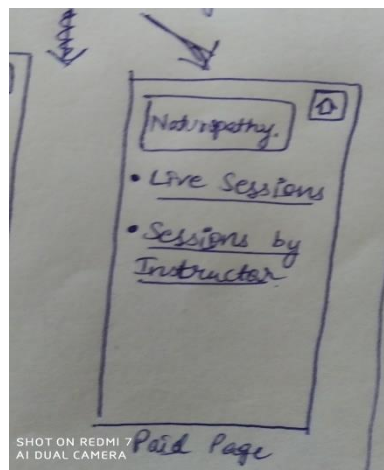 Naturopathy.
• Live Sessions
• Sessions by
Instructor
Paid Page
SHOT ON REDMI 7
AI DUAL CAMERA